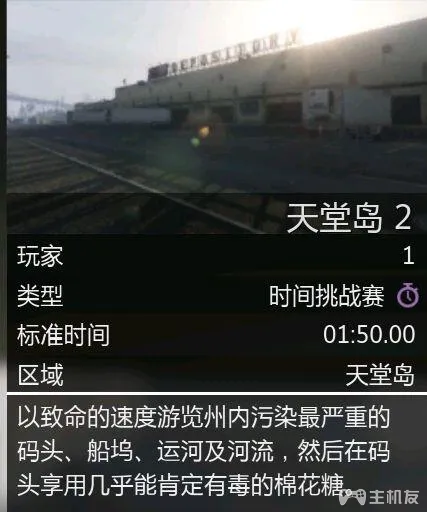 DEPOSITORY
天堂岛 2
玩家 1
类型 时间挑战赛
标准时间 01:50.00
区域 天堂岛
以致命的速度游览州内污染最严重的
码头、船坞、运河及河流，然后在码
头享用几乎能肯定有毒的棉花糖。
主机友